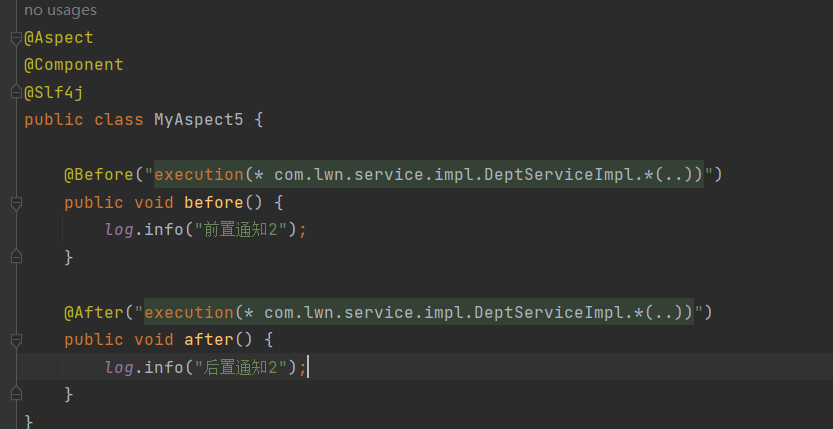 no usages
@Aspect
@Component
@Slf4j
public class MyAspect5 {
@Before("execution(* com.lwn.service.impl.DeptServiceImpl.*(..))")
public void before() {
log.info("前置通知2");
}
@After("execution(* com.lwn.service.impl.DeptServiceImpl.*(..))")
public void after() {
log.info("后置通知2");
}
}